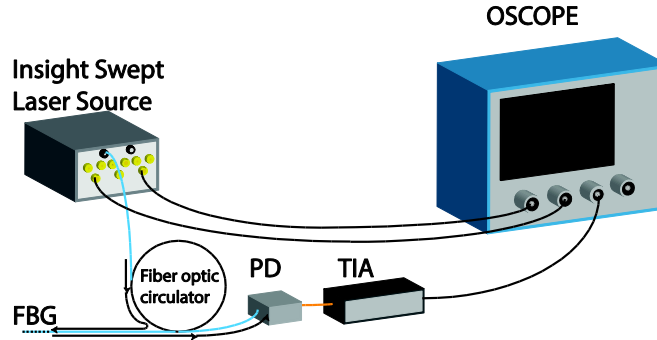 OSCOPE
Insight Swept
Laser Source
Fiber optic
circulator
PD
TIA
FBG